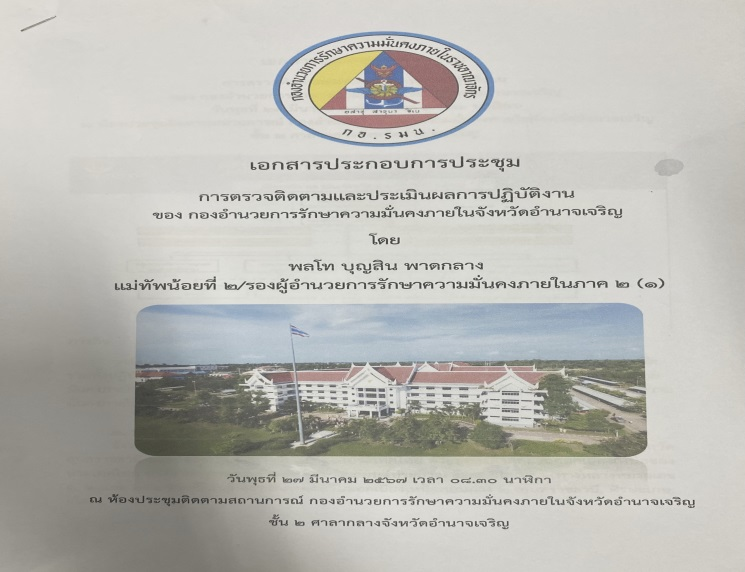 กองอำนวยการรักษาความมั่นคงภายในราชอาณาจักร
กอ.รมน.
เอกสารประกอบการประชุม
การตรวจติดตามและประเมินผลการปฏิบัติงาน
ของ กองอำนวยการรักษาความมั่นคงภายในจังหวัดอำนาจเจริญ
โดย
พลโท บุญสิน พาดกลาง
แม่ทัพน้อยที่ ๒/รองผู้อำนวยการรักษาความมั่นคงภายในภาค ๒ (๑)
วันพุธที่ ๒๗ มีนาคม ๒๕๖๗ เวลา ๐๘.๓๐ นาฬิกา
ณ ห้องประชุมติดตามสถานการณ์ กองอำนวยการรักษาความมั่นคงภายในจังหวัดอำนาจเจริญ
ชั้น ๒ ศาลากลางจังหวัดอำนาจเจริญ